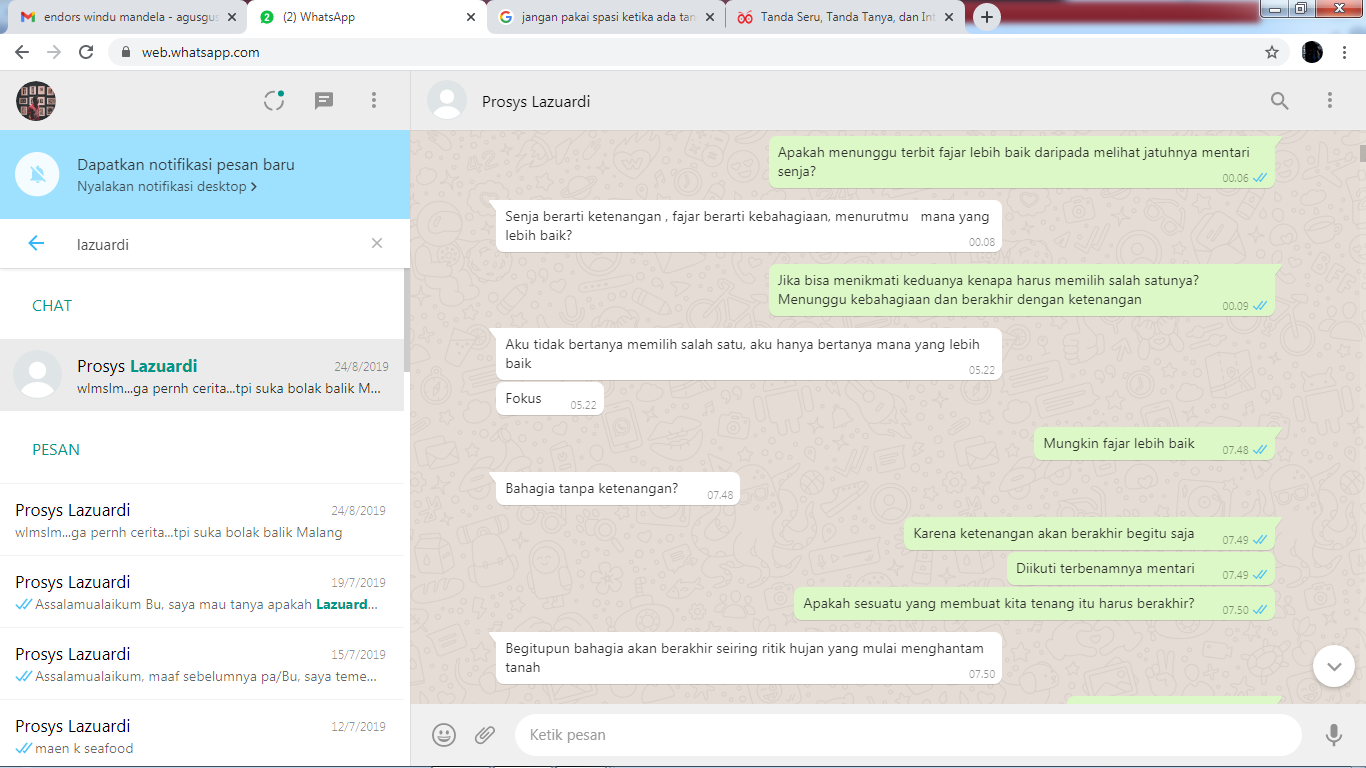 endors windu mandela - agusgus
(2) WhatsApp
jangan pakai spasi ketika ada tan
Tanda Seru, Tanda Tanya, dan Int
web.whatsapp.com
Prosys Lazuardi
Dapatkan notifikasi pesan baru
Nyalakan notifikasi desktop >
lazuardi
CHAT
Prosys Lazuardi 24/8/2019
wlmslm...ga pernh cerita...tpi suka bolak balik M...
PESAN
Prosys Lazuardi 24/8/2019
wlmslm...ga pernh cerita...tpi suka bolak balik Malang
Prosys Lazuardi 19/7/2019
Assalamualaikum Bu, saya mau tanya apakah Lazuard...
Prosys Lazuardi 15/7/2019
Assalamualaikum, maaf sebelumnya pa/Bu, saya teme...
Prosys Lazuardi 12/7/2019
maen k seafood
Apakah menunggu terbit fajar lebih baik daripada melihat jatuhnya mentari
senja? 00.06
Senja berarti ketenangan , fajar berarti kebahagiaan, menurutmu   mana yang
lebih baik? 00.08
Jika bisa menikmati keduanya kenapa harus memilih salah satunya?
Menunggu kebahagiaan dan berakhir dengan ketenangan 00.09
Aku tidak bertanya memilih salah satu, aku hanya bertanya mana yang lebih
baik 05.22
Fokus 05.22
Mungkin fajar lebih baik 07.48
Bahagia tanpa ketenangan? 07.48
Karena ketenangan akan berakhir begitu saja 07.49
Diikuti terbenamnya mentari 07.49
Apakah sesuatu yang membuat kita tenang itu harus berakhir? 07.50
Begitupun bahagia akan berakhir seiring ritik hujan yang mulai menghantam
tanah 07.50
Ketik pesan